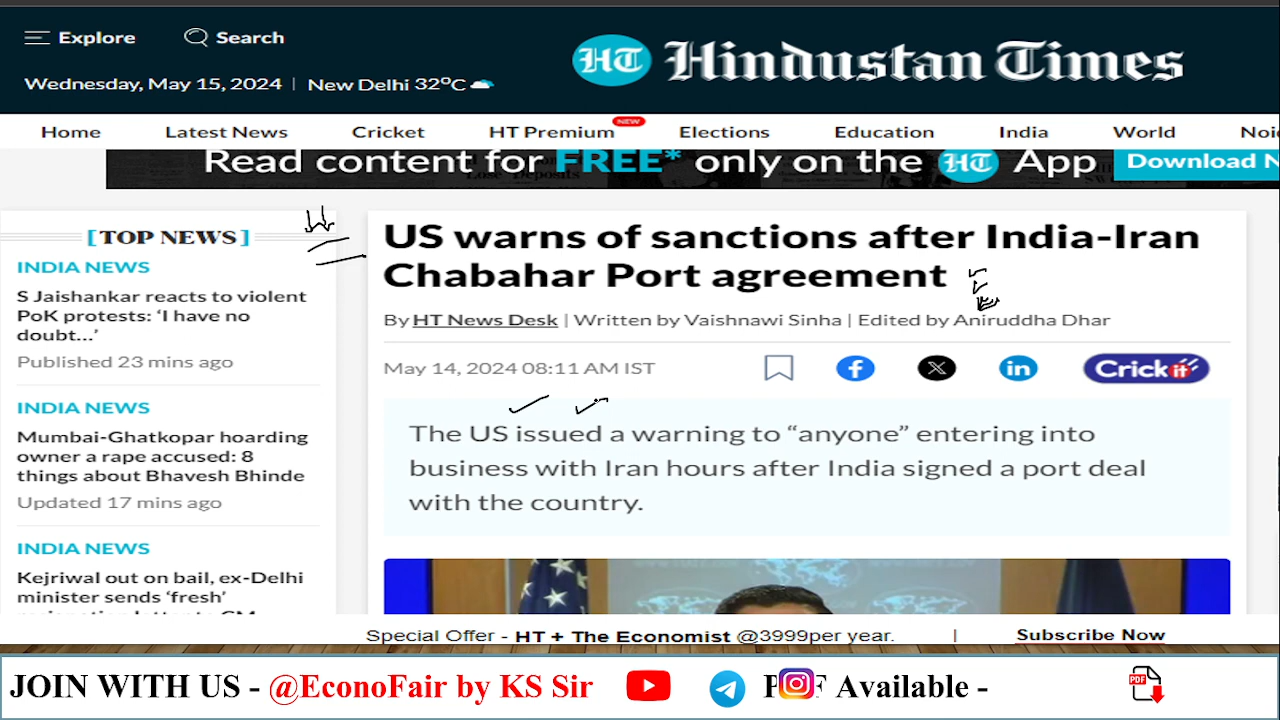 Explore
Search
HT Hindustan Times
Wednesday, May 15, 2024 | New Delhi 32°C
Home Latest News Cricket HT Premium NEW Elections Education India World Noi
Read content for FREE* only on the HT App Download N
[TOP NEWS]
INDIA NEWS
S Jaishankar reacts to violent
PoK protests: ‘I have no
doubt...’
Published 23 mins ago
INDIA NEWS
Mumbai-Ghatkopar hoarding
owner a rape accused: 8
things about Bhavesh Bhinde
Updated 17 mins ago
INDIA NEWS
Kejriwal out on bail, ex-Delhi
minister sends ‘fresh’
US warns of sanctions after India-Iran
Chabahar Port agreement
By HT News Desk | Written by Vaishnawi Sinha | Edited by Aniruddha Dhar
May 14, 2024 08:11 AM IST
Crickit
The US issued a warning to “anyone” entering into
business with Iran hours after India signed a port deal
with the country.
Special Offer - HT + The Economist @3999per year. | Subscribe Now
JOIN WITH US - @EconoFair by KS Sir Available -
PDF